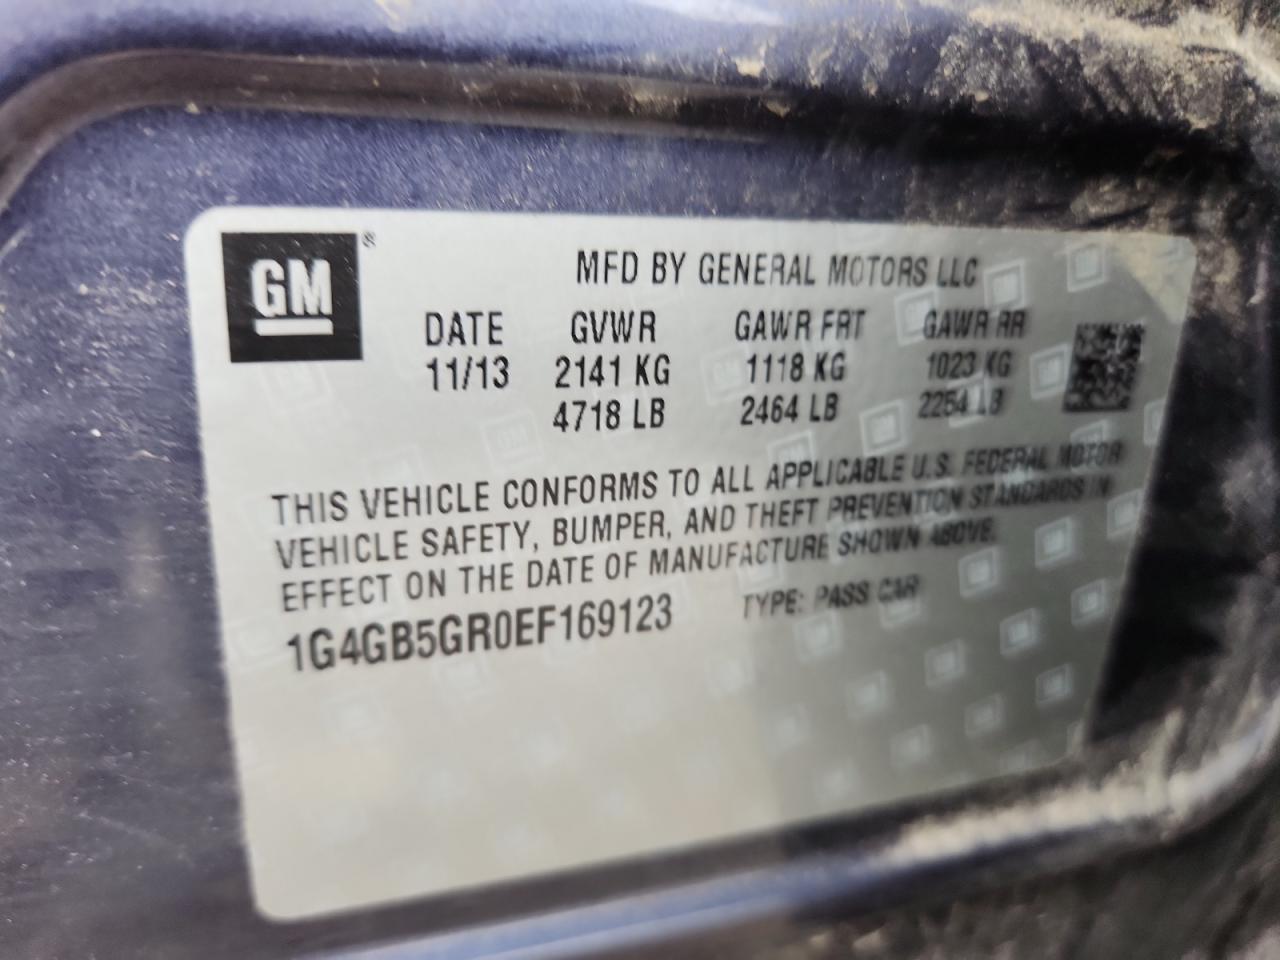 GM ®
MFD BY GENERAL MOTORS LLC
DATE GVWR GAWR FRT GAWR RR
11/13 2141 KG 1118 KG 1023 KG
4718 LB 2464 LB 2254 LB
THIS VEHICLE CONFORMS TO ALL APPLICABLE U.S. FEDERAL MOTOR
VEHICLE SAFETY, BUMPER, AND THEFT PREVENTION STANDARDS IN
EFFECT ON THE DATE OF MANUFACTURE SHOWN ABOVE.
1G4GB5GR0EF169123 TYPE: PASS CAR